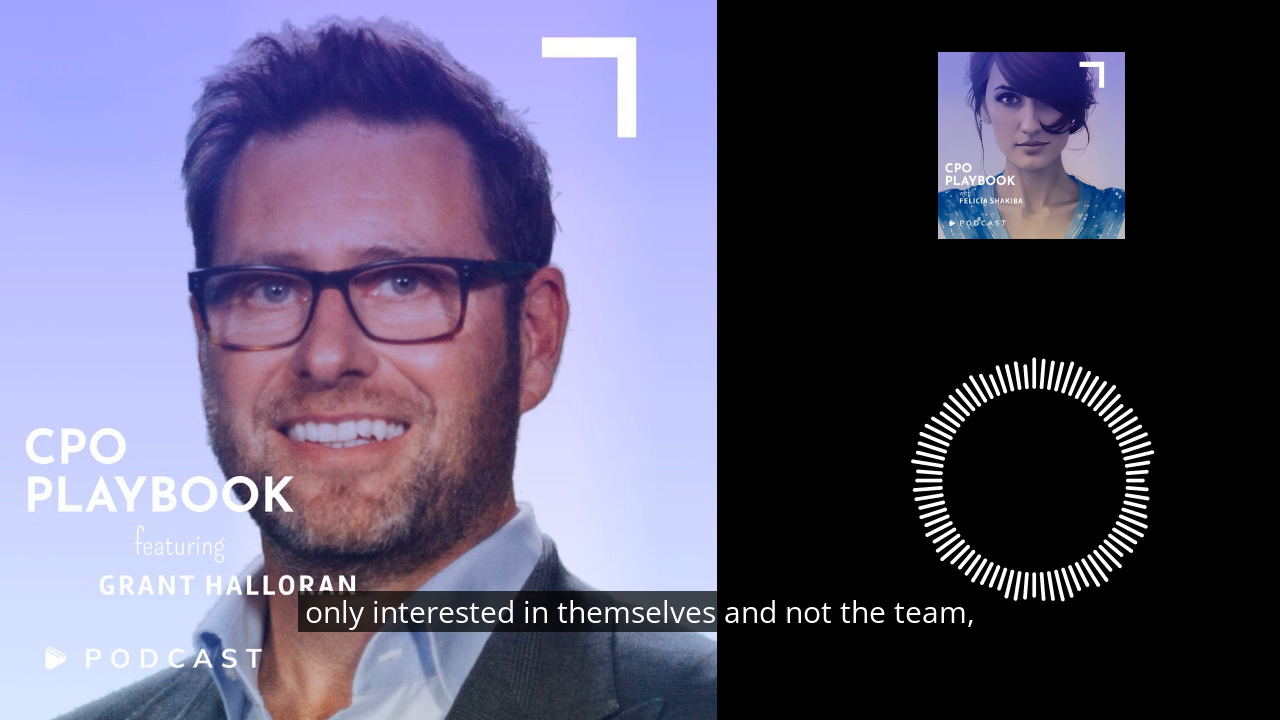 CPO
PLAYBOOK
featuring
GRANT HALLORAN
PODCAST
CPO
PLAYBOOK
with
FELICIA SHAKIBA
PODCAST
only interested in themselves and not the team,